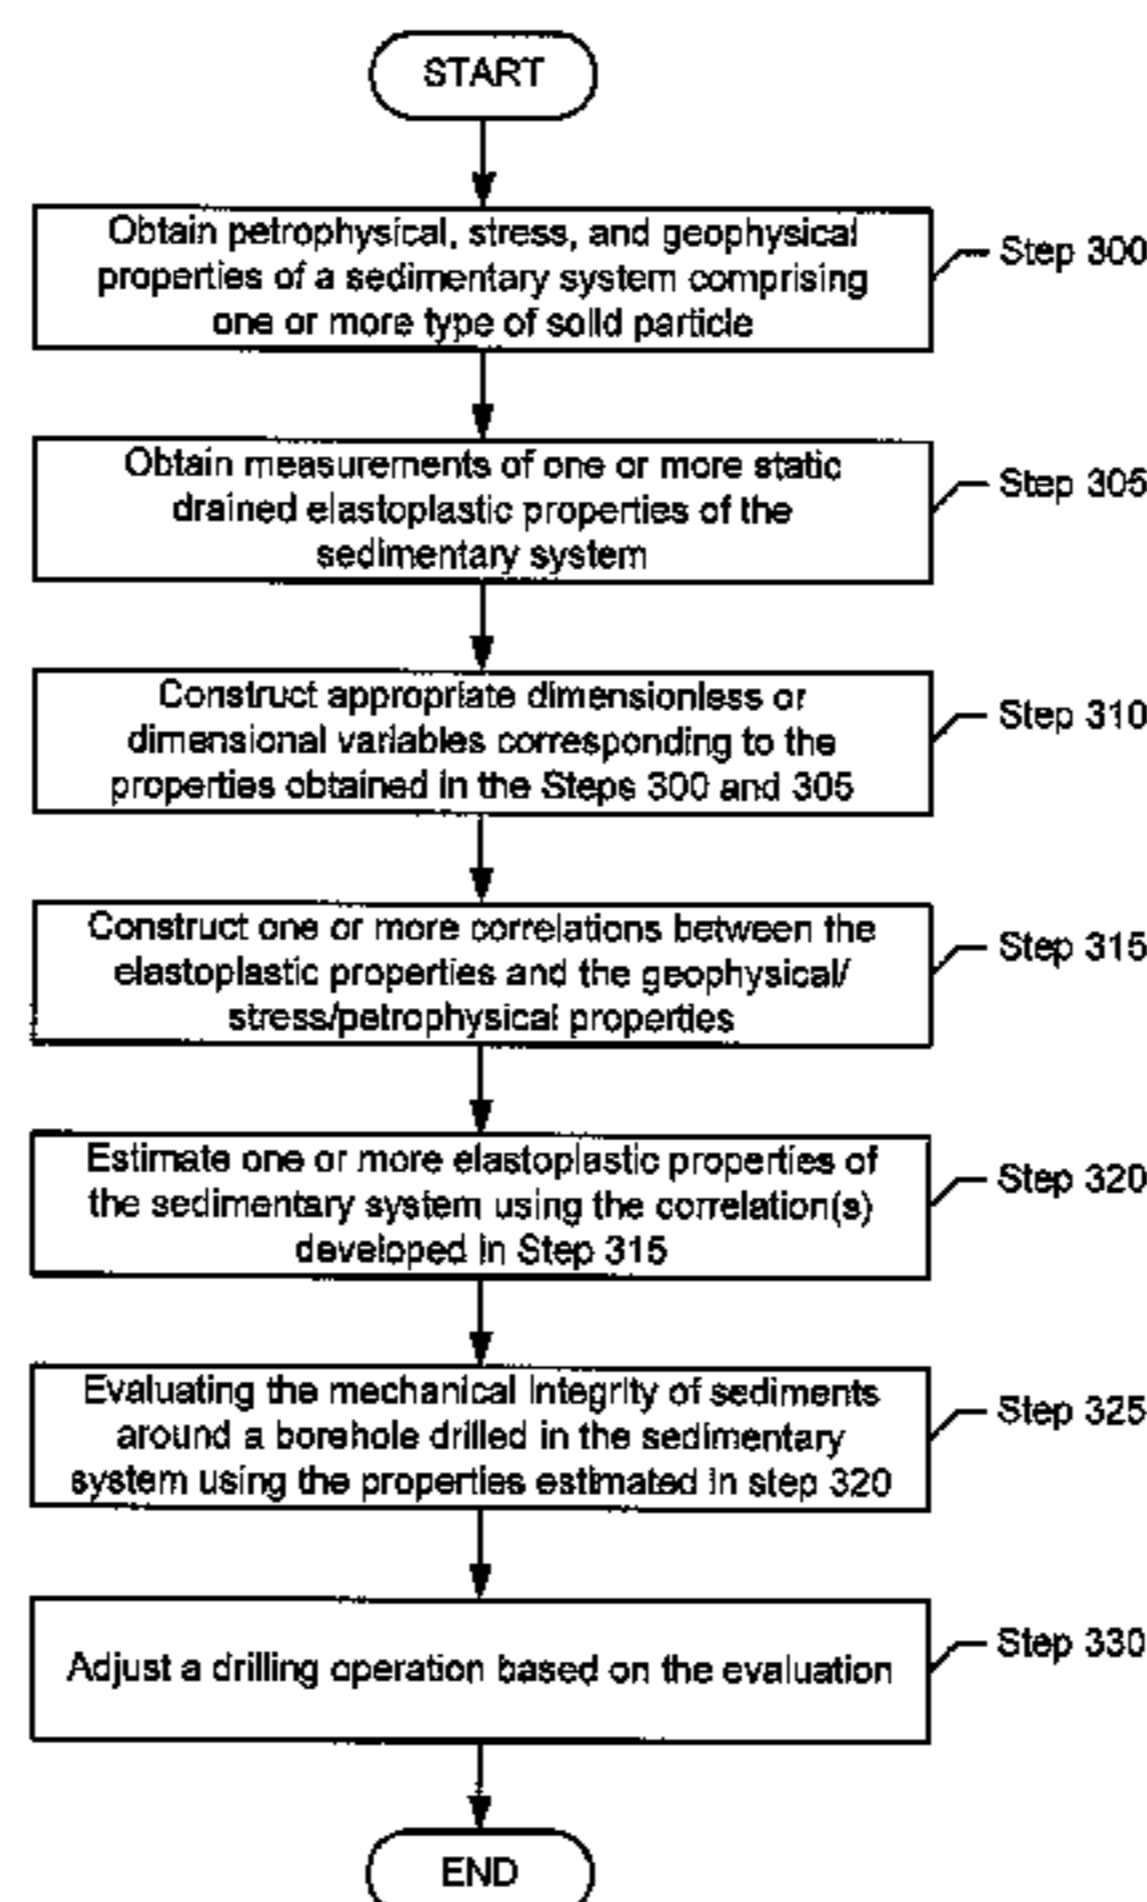 START
Obtain petrophysical, stress, and geophysical
properties of a sedimentary system comprising
one or more type of solid particle
Step 300
Obtain measurements of one or more static
drained elastoplastic properties of the
sedimentary system
Step 305
Construct appropriate dimensionless or
dimensional variables corresponding to the
properties obtained in the Steps 300 and 305
Step 310
Construct one or more correlations between the
elastoplastic properties and the geophysical/
stress/petrophysical properties
Step 315
Estimate one or more elastoplastic properties of
the sedimentary system using the correlation(s)
developed in Step 315
Step 320
Evaluating the mechanical integrity of sediments
around a borehole drilled in the sedimentary
system using the properties estimated in step 320
Step 325
Adjust a drilling operation based on the evaluation
Step 330
END